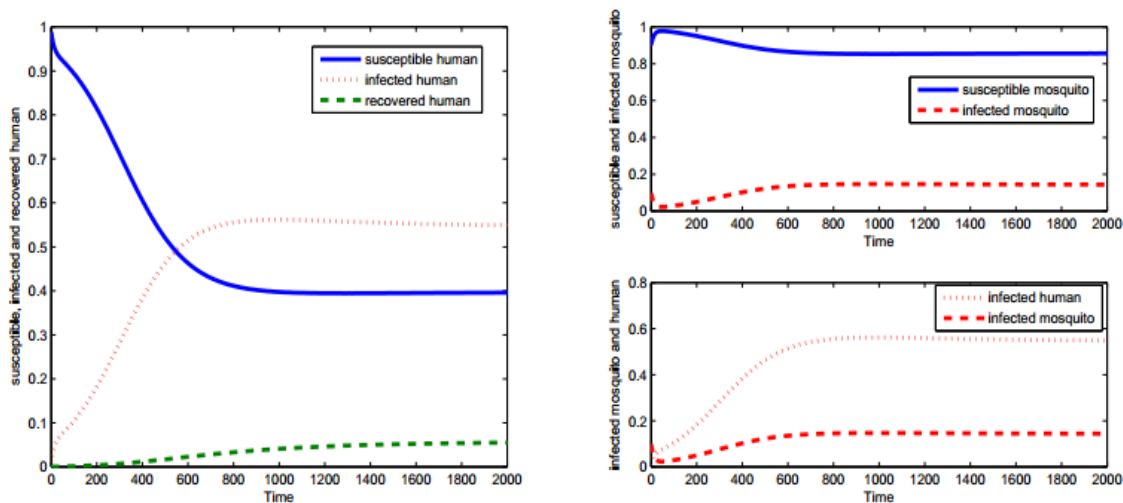 susceptible, infected and recovered human
1
0.9
0.8
0.7
0.6
0.5
0.4
0.3
0.2
0.1
0
susceptible human
infected human
recovered human
0 200 400 600 800 1000 1200 1400 1600 1800 2000
Time
susceptible and infected mosquito
1
0.8
0.6
0.4
0.2
0
susceptible mosquito
infected mosquito
0 200 400 600 800 1000 1200 1400 1600 1800 2000
Time
infected mosquito and human
0.8
0.6
0.4
0.2
0
infected human
infected mosquito
0 200 400 600 800 1000 1200 1400 1600 1800 2000
Time